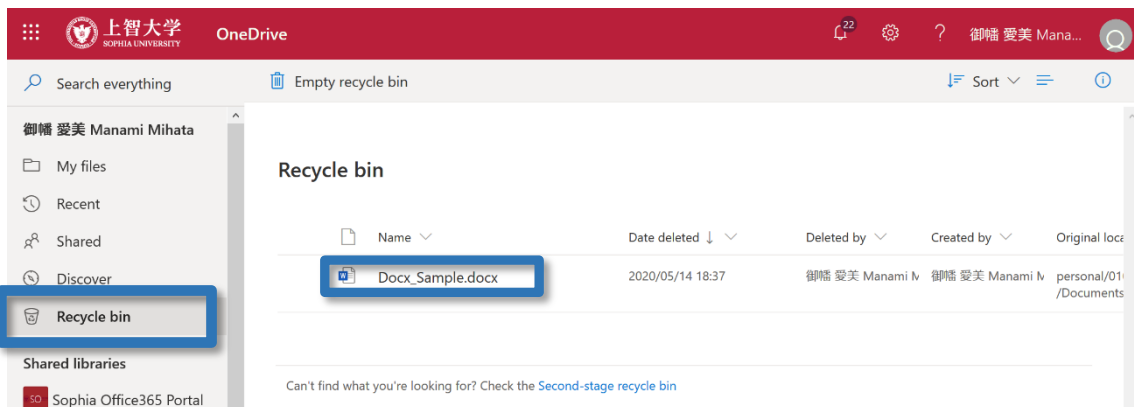 上智大学
SOPHIA UNIVERSITY
OneDrive
22
?
御幡 愛美 Mana...
Search everything
Empty recycle bin
Sort
御幡 愛美 Manami Mihata
My files
Recent
Shared
Discover
Recycle bin
Shared libraries
SO
Sophia Office365 Portal
Recycle bin
Name
Date deleted ↓
Deleted by
Created by
Original loca
Docx_Sample.docx
2020/05/14 18:37
御幡 愛美 Manami M
御幡 愛美 Manami M
personal/01
/Documents
Can't find what you're looking for? Check the Second-stage recycle bin